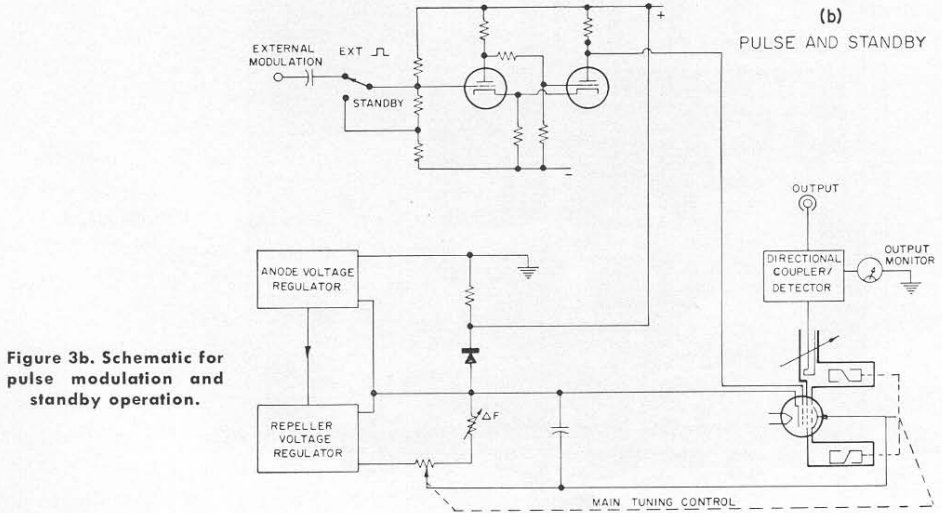 (b)
PULSE AND STANDBY
+
EXTERNAL
MODULATION
EXT
STANDBY
-
OUTPUT
OUTPUT
MONITOR
DIRECTIONAL
COUPLER/
DETECTOR
ANODE VOLTAGE
REGULATOR
Figure 3b. Schematic for
pulse modulation and
standby operation.
ΔF
REPELLER
VOLTAGE
REGULATOR
MAIN TUNING CONTROL